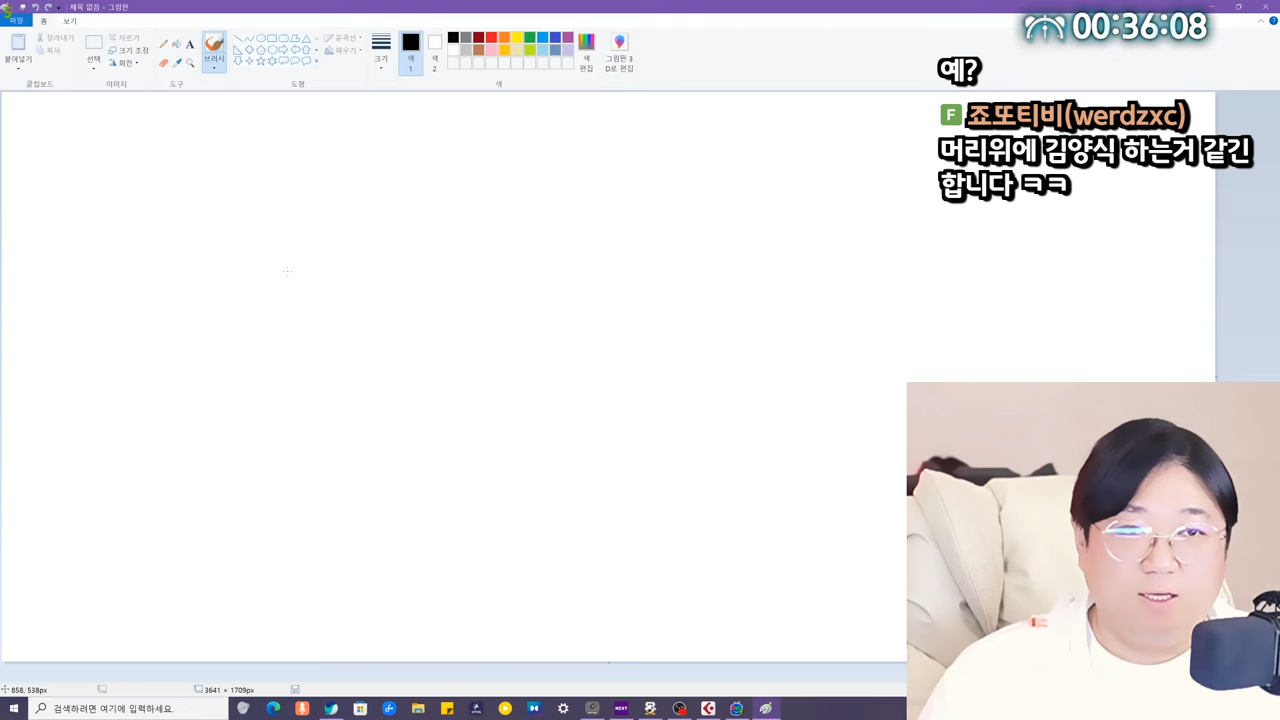 제목 없음 - 그림판
00:36:08
파일
홈
보기
붙여넣기
잘라내기
복사
선택
자르기
크기 조정
회전
A
브러시
윤곽선
채우기
크기
색
1
색
2
색
편집
그림판 3
D로 편집
클립보드
이미지
도구
도형
색
예?
F 죠또티비(werdzxc)
머리위에 김양식 하는거 같긴
합니다 ㅋㅋ
858, 538px
3641 × 1709px
검색하려면 여기에 입력하세요.
NEXT